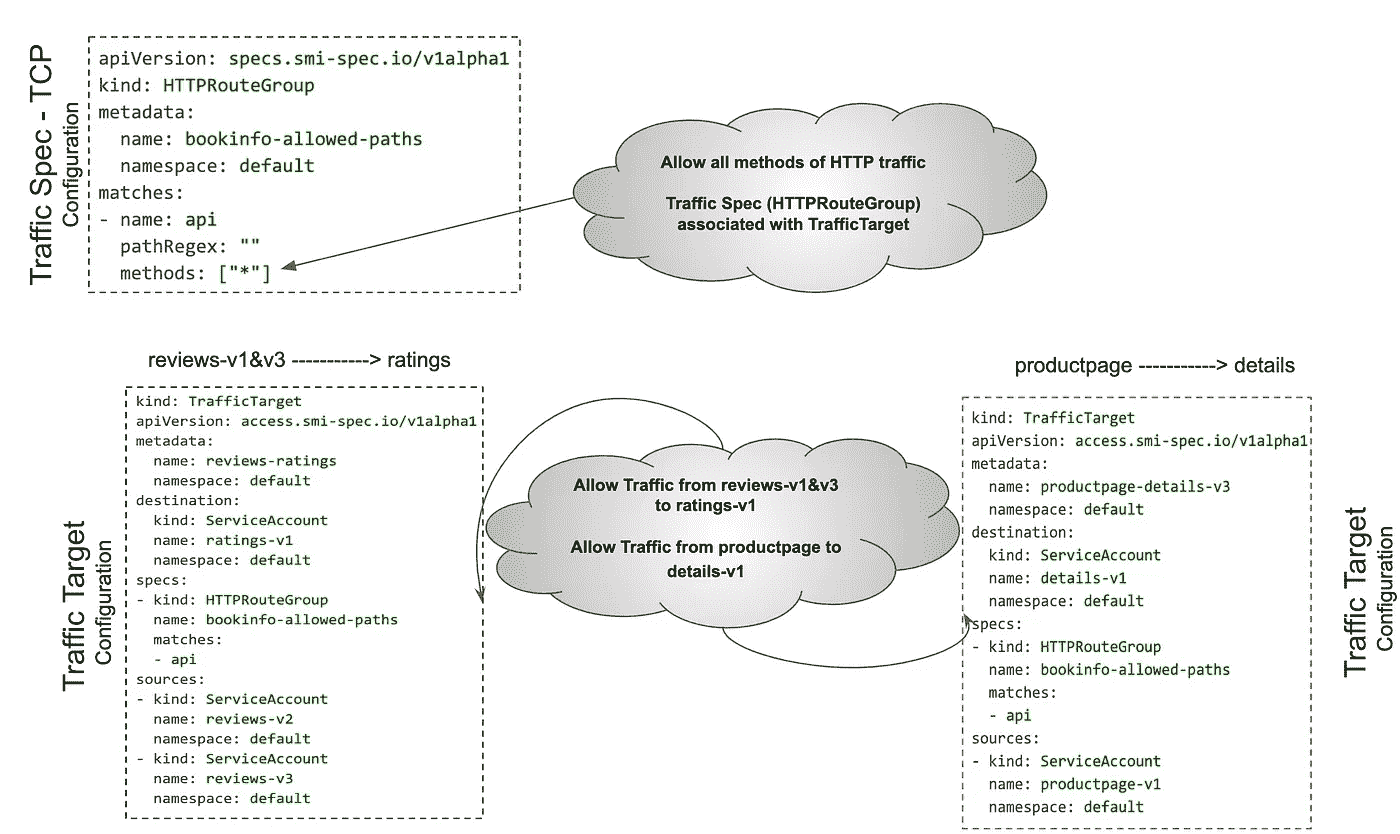 Traffic Spec - TCP
Configuration
apiVersion: specs.smi-spec.io/v1alpha1
kind: HTTPRouteGroup
metadata:
  name: bookinfo-allowed-paths
  namespace: default
matches:
- name: api
  pathRegex: ""
  methods: ["*"]
Allow all methods of HTTP traffic
Traffic Spec (HTTPRouteGroup)
associated with TrafficTarget
reviews-v1&v3 -----------> ratings
Traffic Target
Configuration
kind: TrafficTarget
apiVersion: access.smi-spec.io/v1alpha1
metadata:
  name: reviews-ratings
  namespace: default
destination:
  kind: ServiceAccount
  name: ratings-v1
  namespace: default
specs:
- kind: HTTPRouteGroup
  name: bookinfo-allowed-paths
  matches:
  - api
sources:
- kind: ServiceAccount
  name: reviews-v2
  namespace: default
- kind: ServiceAccount
  name: reviews-v3
  namespace: default
Allow Traffic from reviews-v1&v3
to ratings-v1
Allow Traffic from productpage to
details-v1
productpage -----------> details
kind: TrafficTarget
apiVersion: access.smi-spec.io/v1alpha1
metadata:
  name: productpage-details-v3
  namespace: default
destination:
  kind: ServiceAccount
  name: details-v1
  namespace: default
specs:
- kind: HTTPRouteGroup
  name: bookinfo-allowed-paths
  matches:
  - api
sources:
- kind: ServiceAccount
  name: productpage-v1
  namespace: default
Traffic Target
Configuration